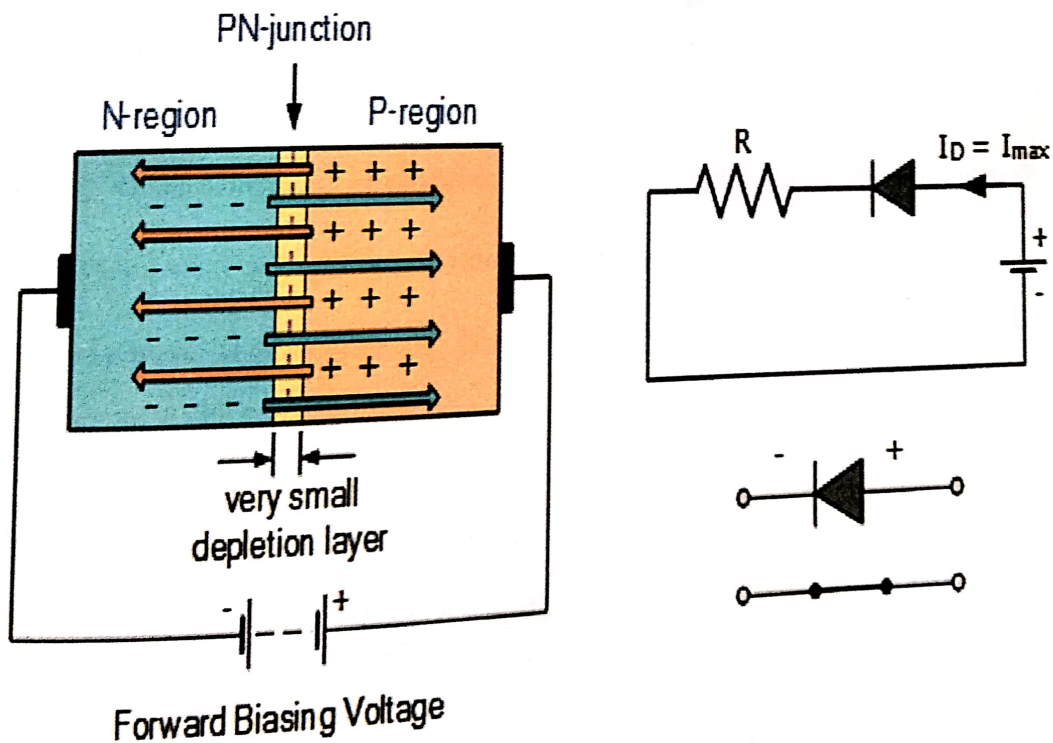 PN-junction
N-region
P-region
- - - + + +
- - - + + +
- - - + + +
- - - + + +
very small
depletion layer
- +
Forward Biasing Voltage
R
I_D = I_max
+
-
- +